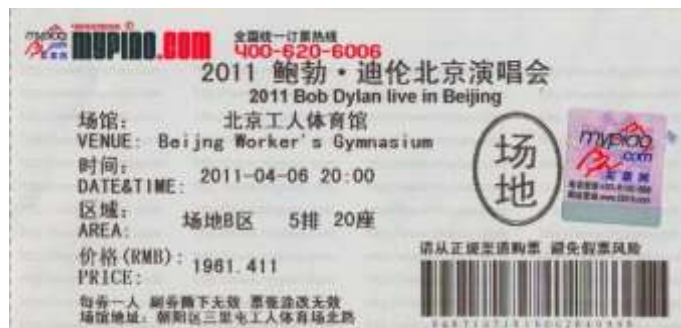 mypiao.com ® 全国统一订票热线
400-620-6006
2011 鲍勃·迪伦北京演唱会
2011 Bob Dylan live in Beijing
场馆: 北京工人体育馆
VENUE: Beijng Worker's Gymnasium
时间:
DATE&TIME: 2011-04-06 20:00
区域:
AREA: 场地B区 5排 20座
价格(RMB):
PRICE: 1961.411
场地
mypiao
.com
请从正规渠道购票 避免假票风险
每券一人 副券撕下无效 票张涂改无效
场馆地址: 朝阳区三里屯工人体育场北路